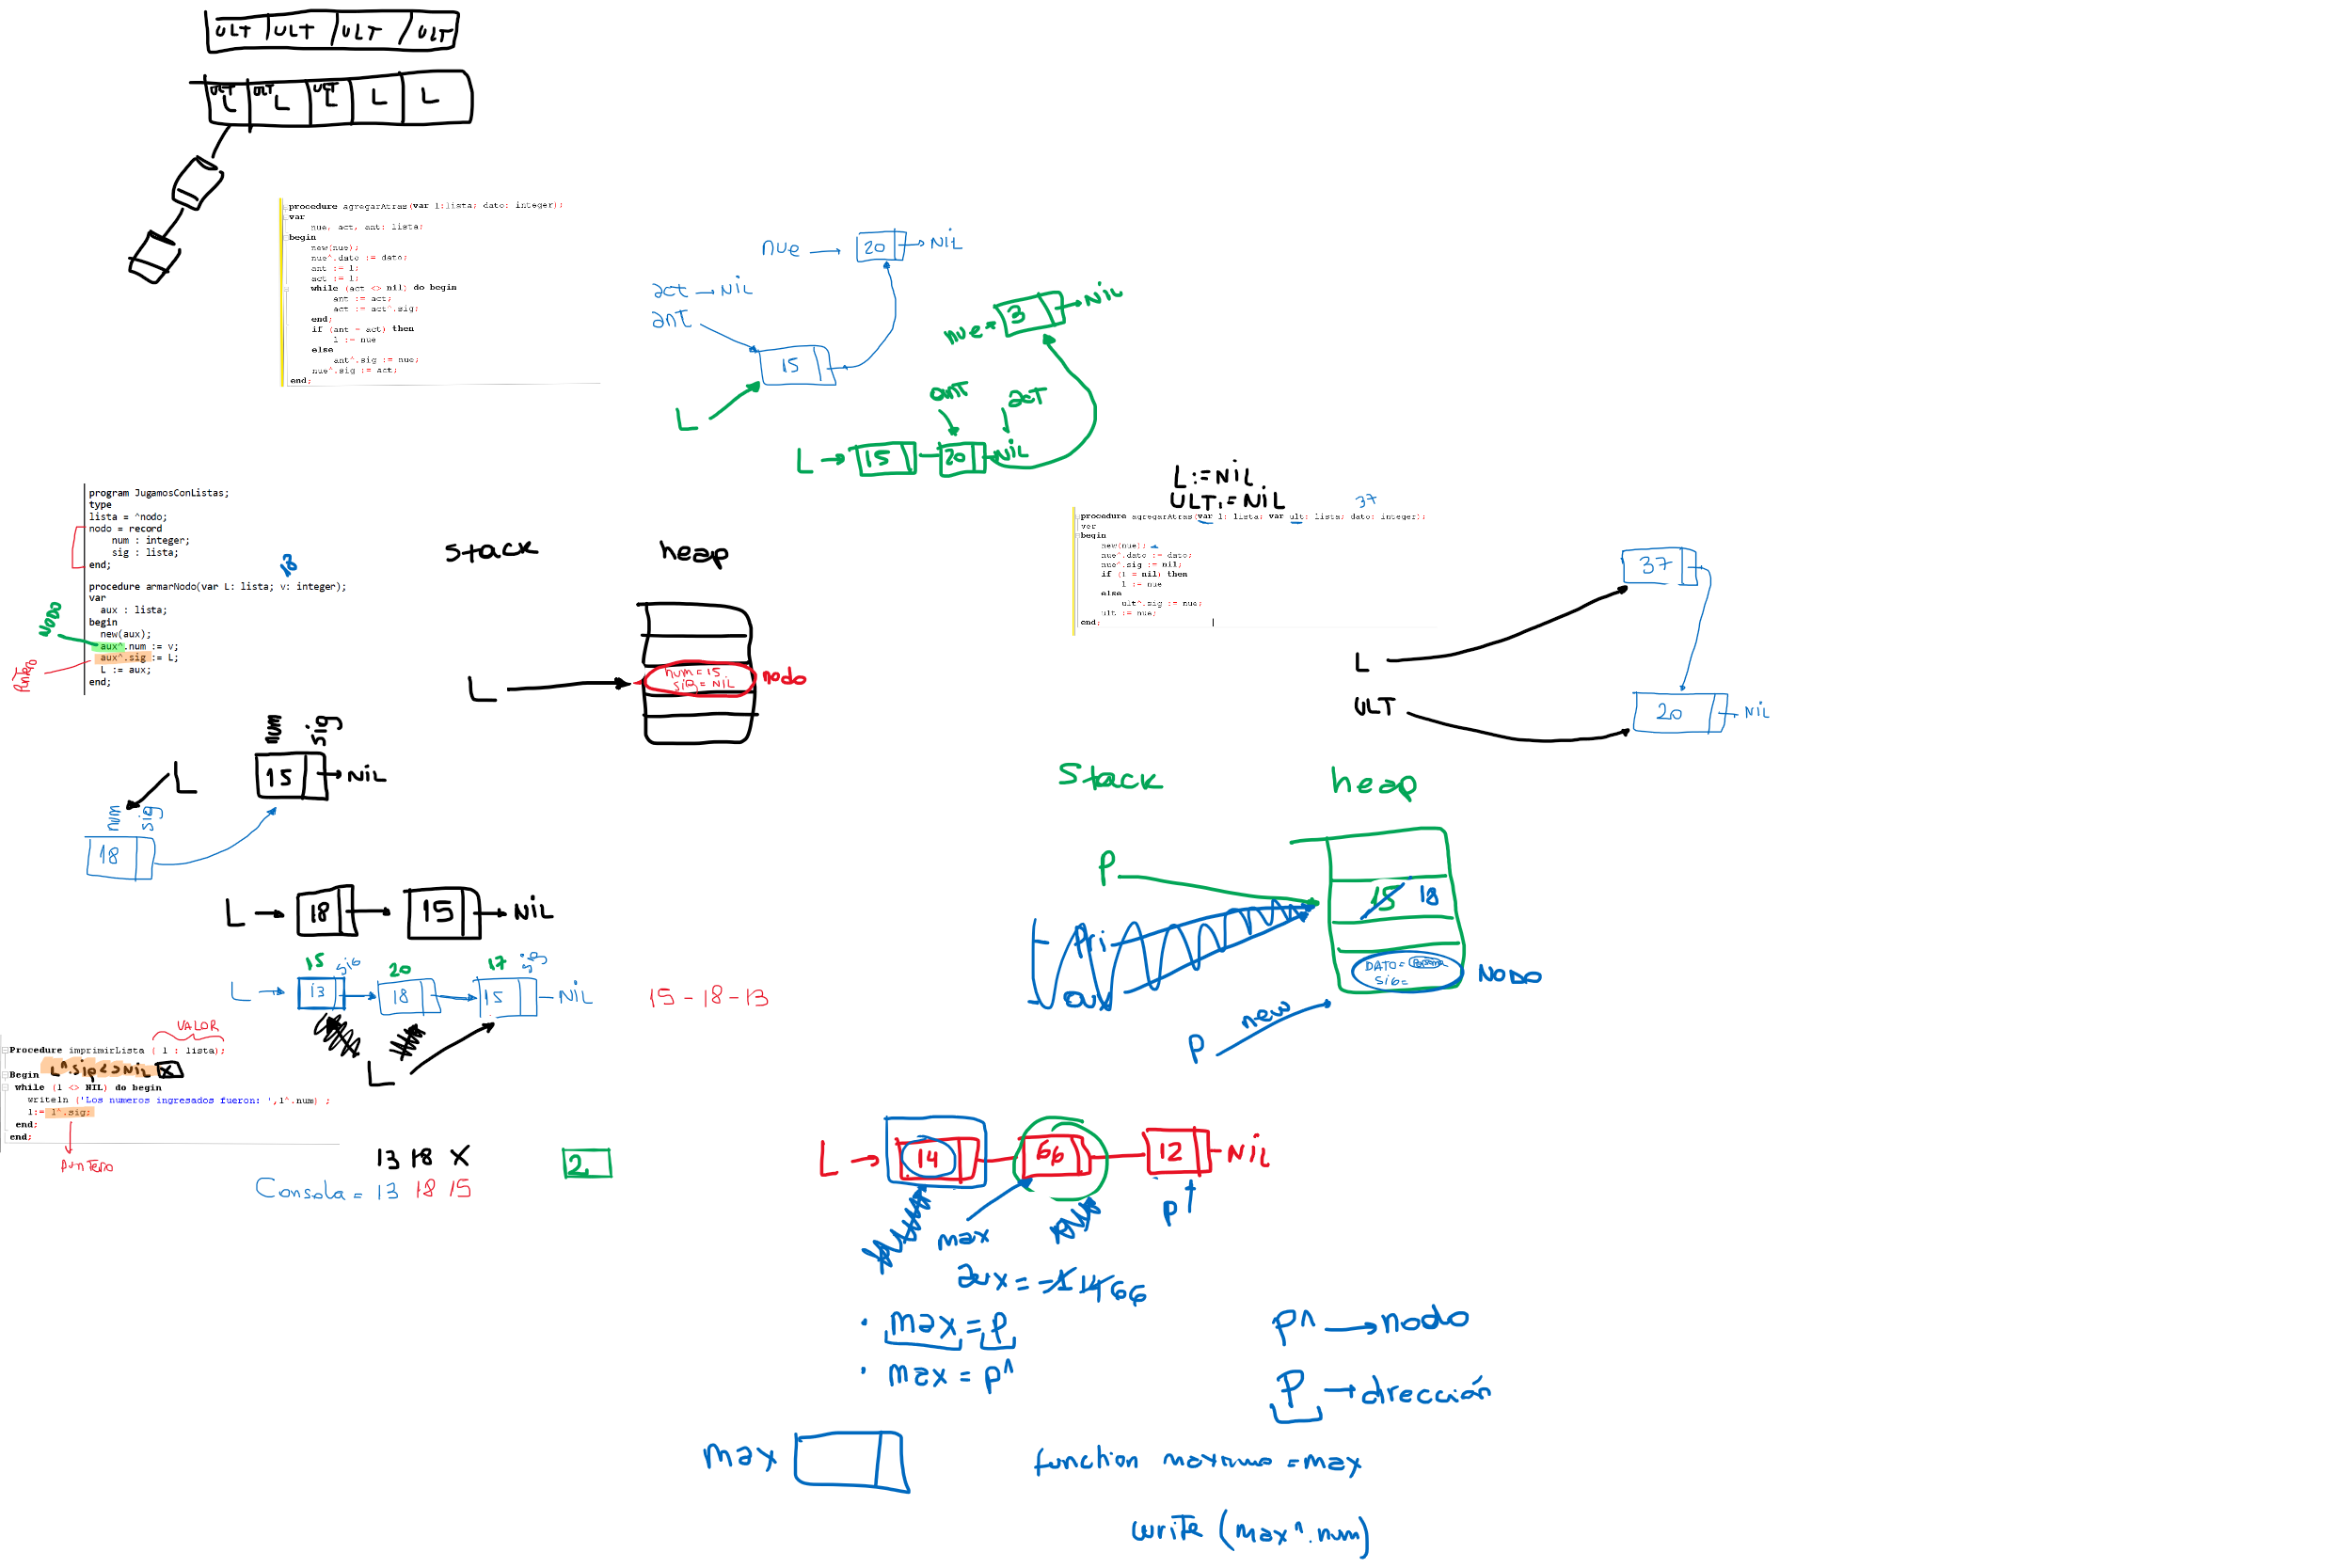 ULT ULT ULT ULT
ULT ULT ULT
L L L L L
procedure agregarAtras(var l:lista; dato: integer);
var
nue, act, ant: lista;
begin
new(nue);
nue^.dato := dato;
ant := l;
act := l;
while (act <> nil) do begin
ant := act;
act := act^.sig;
end;
if (ant = act) then
l := nue
else
ant^.sig := nue;
nue^.sig := act;
end;
nue 20 NIL
act NIL
ant
15
L
nue 3 NIL
ant act
L 15 20 NIL
program JugamosConListas;
type
lista = ^nodo;
nodo = record
num : integer;
sig : lista;
end;
18
procedure armarNodo(var L: lista; v: integer);
var
aux : lista;
begin
new(aux);
aux^.num := v;
aux^.sig := L;
L := aux;
end;
NODO
Puntero
stack heap
L
num=15
sig=NIL
nodo
L:=NIL
ULT:=NIL
37
procedure agregarAtras(var l: lista; var ult: lista; dato: integer);
var
begin
new(nue);
nue^.dato := dato;
nue^.sig := nil;
if (l = nil) then
l := nue
else
ult^.sig := nue;
ult := nue;
end;
37
L
ULT
20 NIL
num sig
L 15 NIL
num sig
18
L 18 15 NIL
15 sig 20 17 sig
L 13 18 15 NIL
15-18-13
L
VALOR
Procedure imprimirLista ( l : lista);
Begin L^.sig<>NIL X
while (l <> NIL) do begin
writeln ('Los numeros ingresados fueron: ',l^.num) ;
l:= l^.sig;
end;
end;
puntero
13 18 X
Consola = 13 18 15
2
stack heap
P
15 18
Pri
P new
DATO= Persona
SIG=
NODO
L 14 66 12 NIL
max p
aux = -1 14 66
· max = p
· max = p^
p^ nodo
P dirección
max
function maximo = max
write (max^.num)